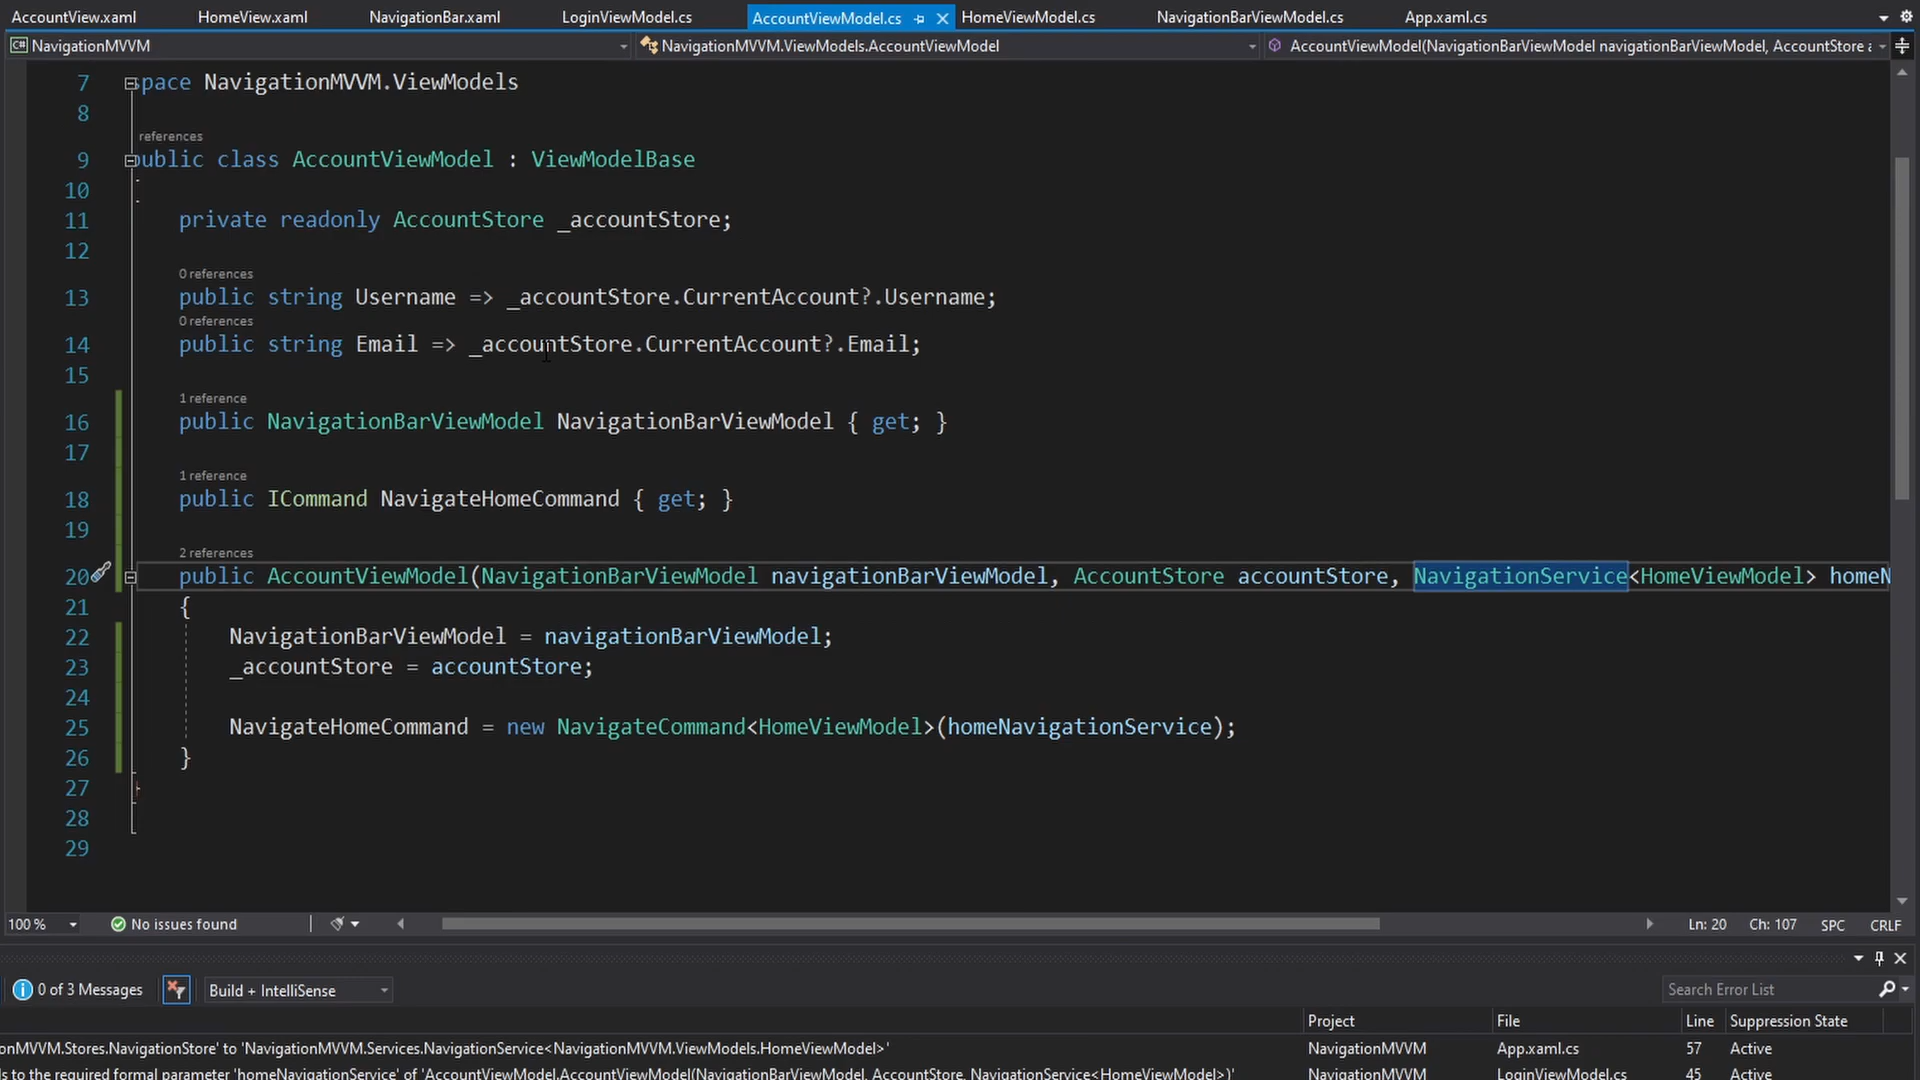 AccountView.xaml HomeView.xaml NavigationBar.xaml LoginViewModel.cs AccountViewModel.cs HomeViewModel.cs NavigationBarViewModel.cs App.xaml.cs
C# NavigationMVVM NavigationMVVM.ViewModels.AccountViewModel AccountViewModel(NavigationBarViewModel navigationBarViewModel, AccountStore a
7 pace NavigationMVVM.ViewModels
8
references
9 public class AccountViewModel : ViewModelBase
10
11 private readonly AccountStore _accountStore;
12
0 references
13 public string Username => _accountStore.CurrentAccount?.Username;
0 references
14 public string Email => _accountStore.CurrentAccount?.Email;
15
1 reference
16 public NavigationBarViewModel NavigationBarViewModel { get; }
17
1 reference
18 public ICommand NavigateHomeCommand { get; }
19
2 references
20 public AccountViewModel(NavigationBarViewModel navigationBarViewModel, AccountStore accountStore, NavigationService<HomeViewModel> homeN
21 {
22 NavigationBarViewModel = navigationBarViewModel;
23 _accountStore = accountStore;
24
25 NavigateHomeCommand = new NavigateCommand<HomeViewModel>(homeNavigationService);
26 }
27 }
28
29
100 % No issues found Ln: 20 Ch: 107 SPC CRLF
0 of 3 Messages Build + IntelliSense Search Error List
Project File Line Suppression State
onMVVM.Stores.NavigationStore' to 'NavigationMVVM.Services.NavigationService<NavigationMVVM.ViewModels.HomeViewModel>' NavigationMVVM App.xaml.cs 57 Active
ds to the required formal parameter 'homeNavigationService' of 'AccountViewModel.AccountViewModel(NavigationBarViewModel, AccountStore, NavigationService<HomeViewModel>)' NavigationMVVM LoginViewModel.cs 45 Active